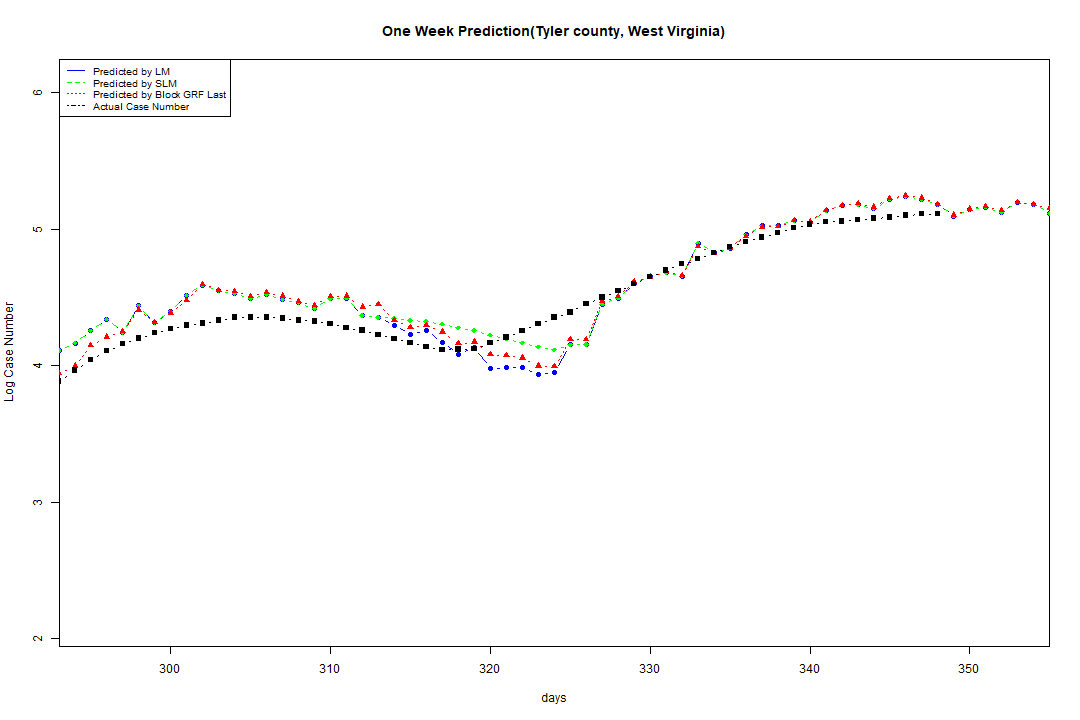 One Week Prediction(Tyler county, West Virginia)
Predicted by LM
Predicted by SLM
Predicted by Block GRF Last
Actual Case Number
6
5
4
3
2
Log Case Number
300 310 320 330 340 350
days